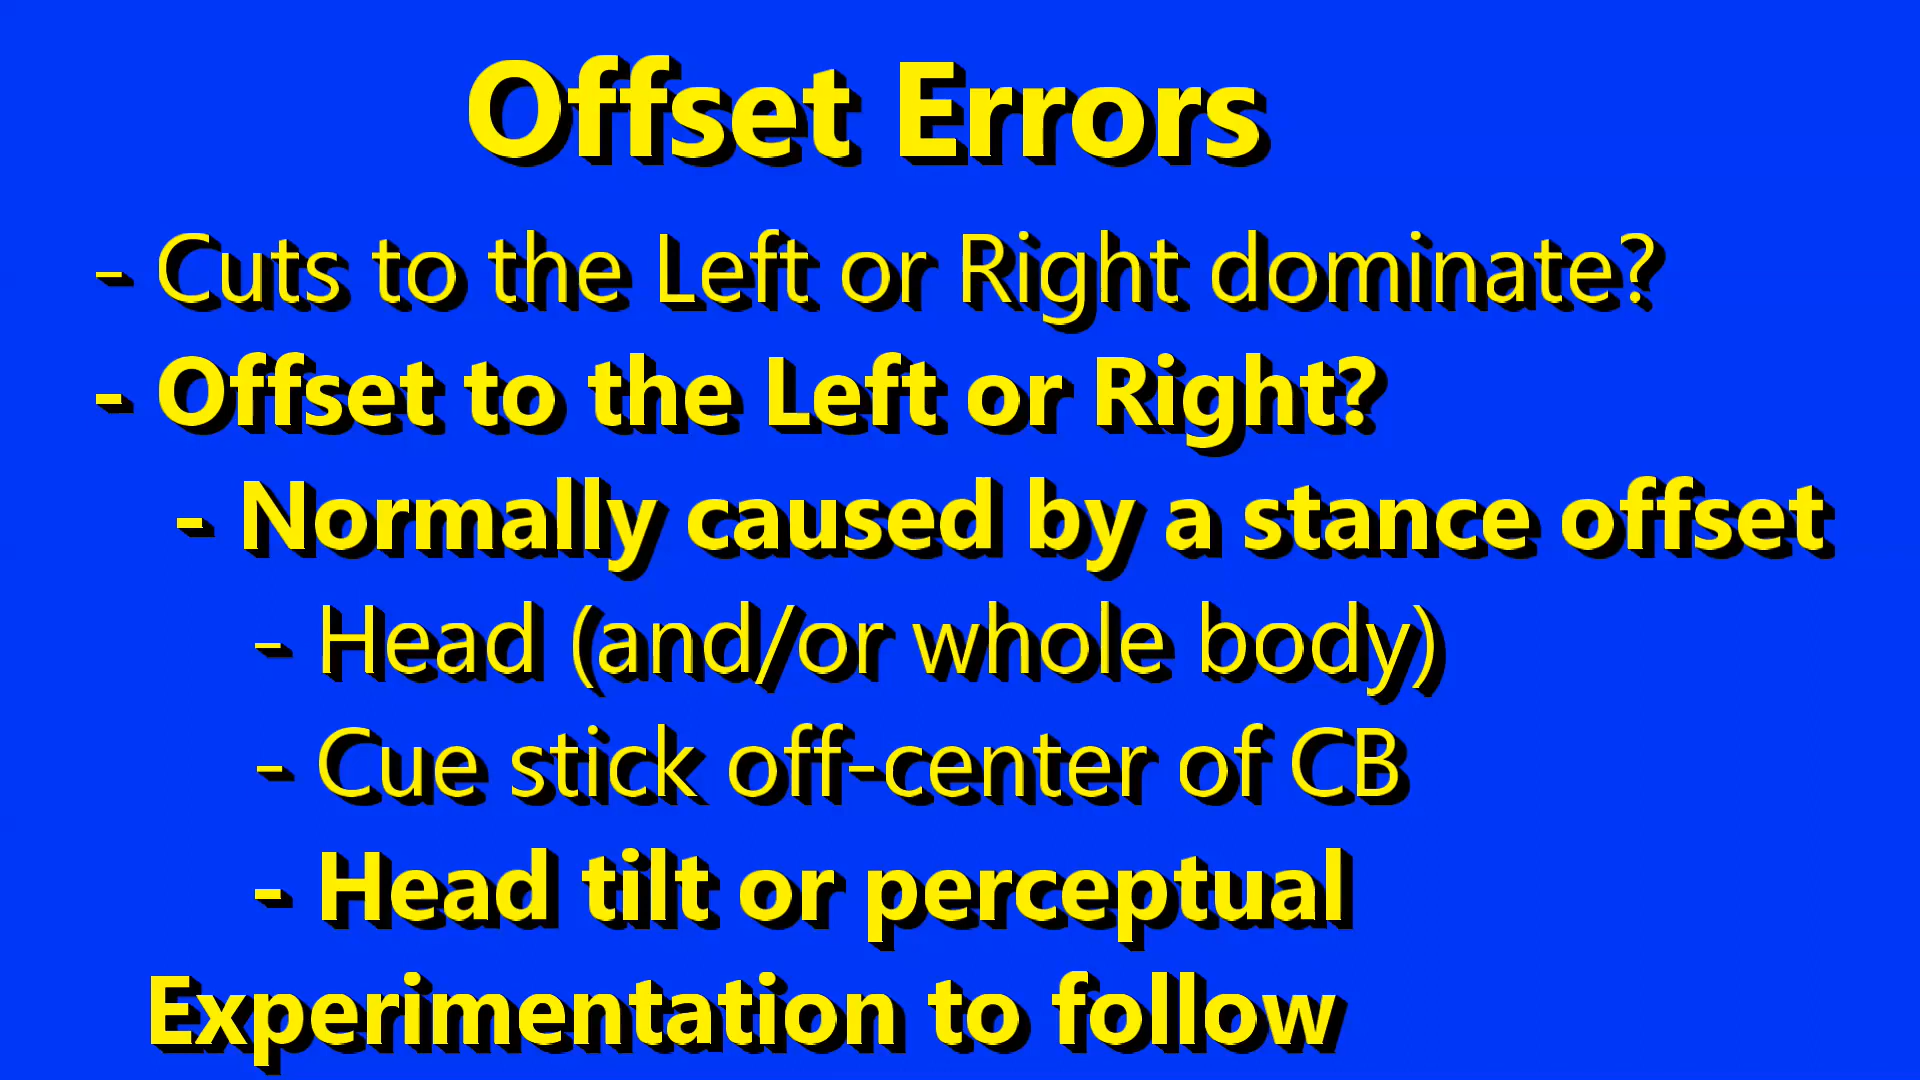 Offset Errors
- Cuts to the Left or Right dominate?
- Offset to the Left or Right?
- Normally caused by a stance offset
- Head (and/or whole body)
- Cue stick off-center of CB
- Head tilt or perceptual
Experimentation to follow